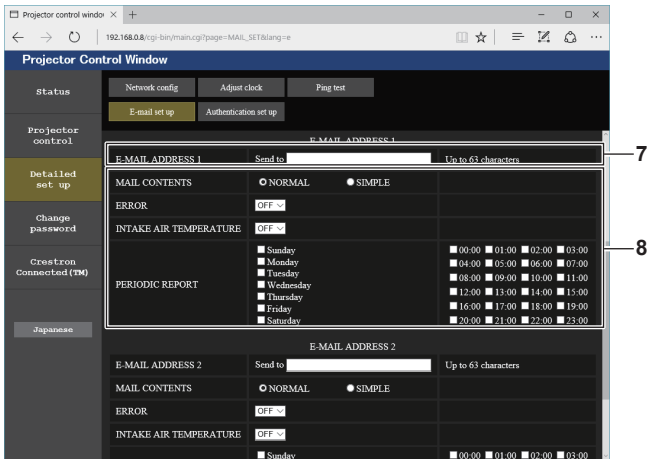 Projector control windov
192.168.0.8/cgi-bin/main.cgi?page=MAIL_SET&lang=e
Projector Control Window
Status
Projector
control
Detailed
set up
Change
password
Crestron
Connected(TM)
Japanese
Network config Adjust clock Ping test
E-mail set up Authentication set up
E-MAIL ADDRESS 1
E-MAIL ADDRESS 1 Send to Up to 63 characters
7
MAIL CONTENTS NORMAL SIMPLE
ERROR OFF
INTAKE AIR TEMPERATURE OFF
8
PERIODIC REPORT
Sunday
Monday
Tuesday
Wednesday
Thursday
Friday
Saturday
00:00 01:00 02:00 03:00
04:00 05:00 06:00 07:00
08:00 09:00 10:00 11:00
12:00 13:00 14:00 15:00
16:00 17:00 18:00 19:00
20:00 21:00 22:00 23:00
E-MAIL ADDRESS 2
E-MAIL ADDRESS 2 Send to Up to 63 characters
MAIL CONTENTS NORMAL SIMPLE
ERROR OFF
INTAKE AIR TEMPERATURE OFF
Sunday 00:00 01:00 02:00 03:00